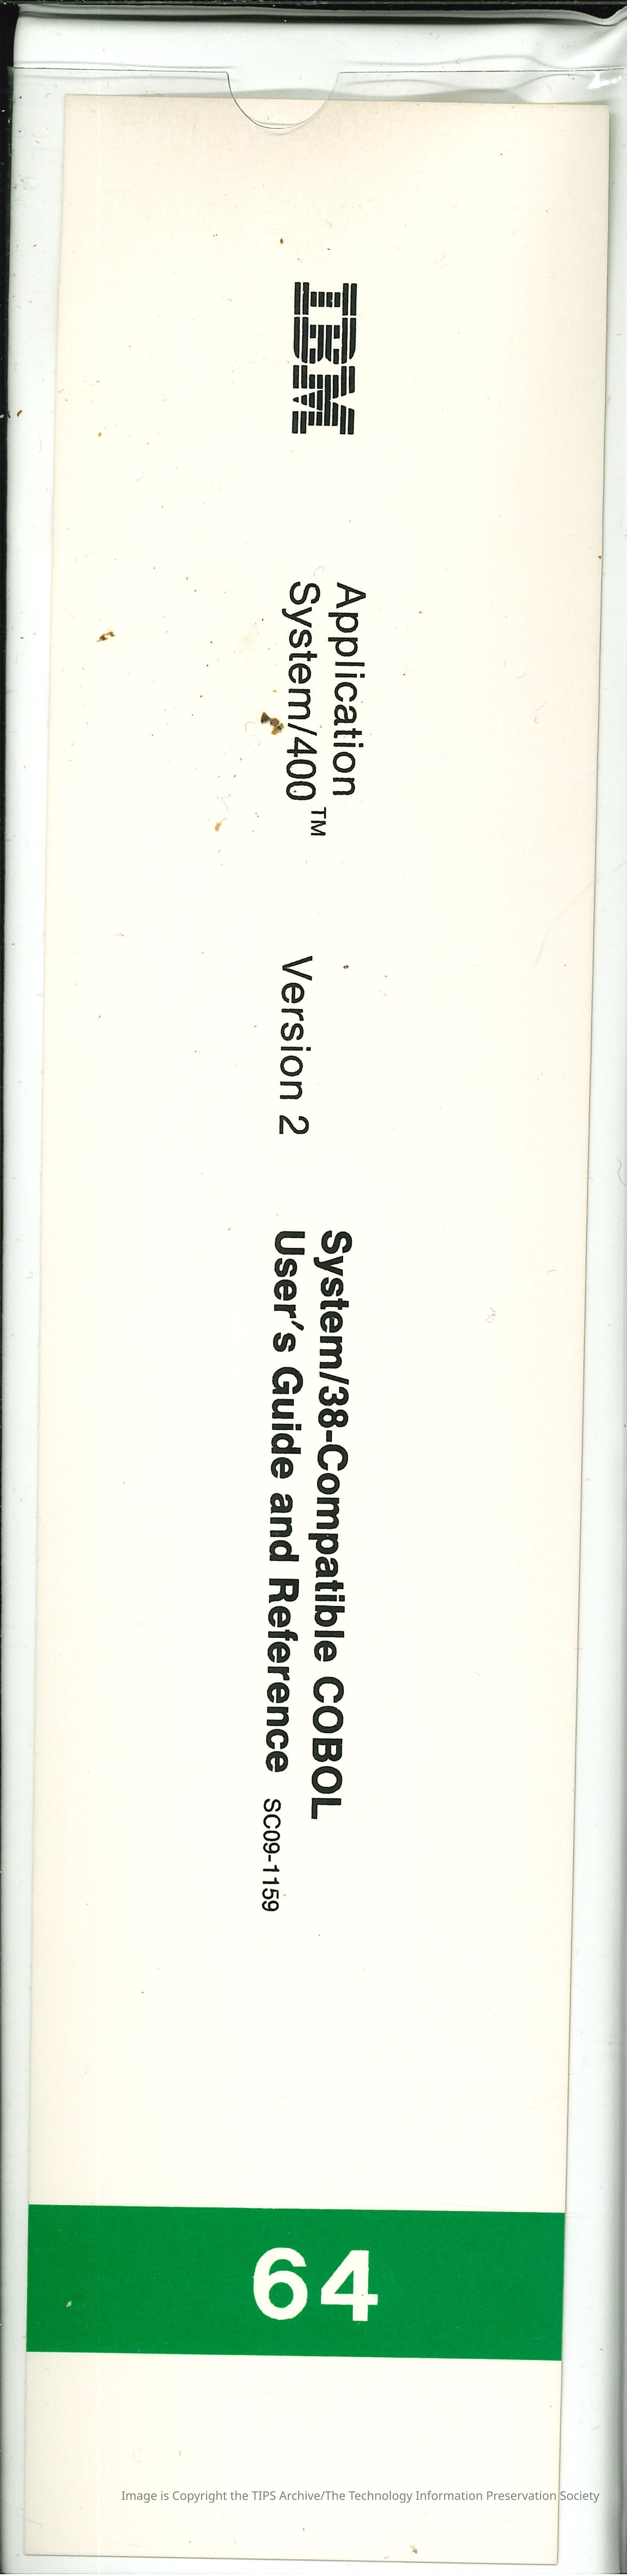 IBM
Application
System/400™
Version 2
System/38-Compatible COBOL
User's Guide and Reference SC09-1159
64
Image is Copyright the TIPS Archive/The Technology Information Preservation Society